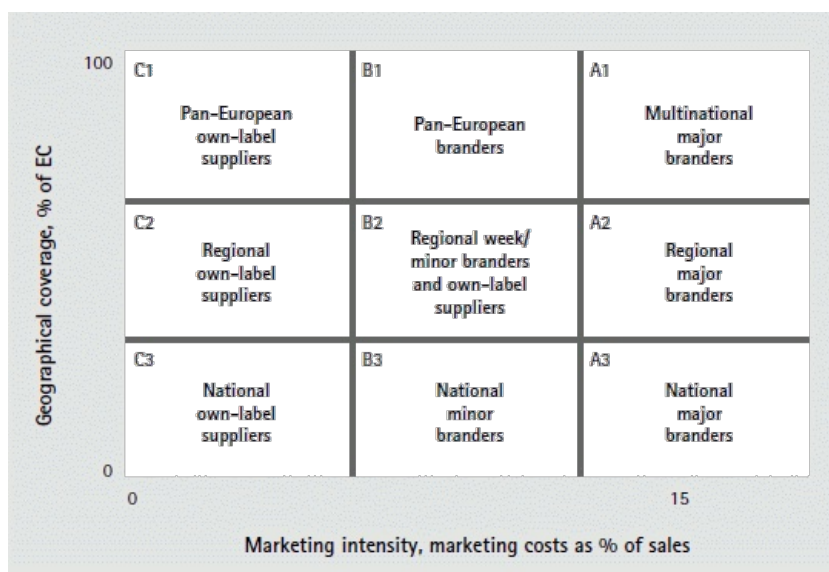 100
C1
Pan-European
own-label
suppliers
B1
Pan-European
branders
A1
Multinational
major
branders
C2
Regional
own-label
suppliers
B2
Regional week/
minor branders
and own-label
suppliers
A2
Regional
major
branders
C3
National
own-label
suppliers
B3
National
minor
branders
A3
National
major
branders
0
0
15
Geographical coverage, % of EC
Marketing intensity, marketing costs as % of sales